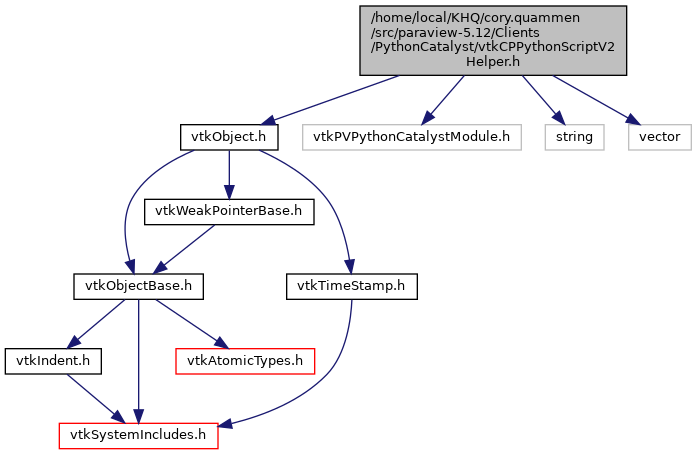 /home/local/KHQ/cory.quammen
/src/paraview-5.12/Clients
/PythonCatalyst/vtkCPPythonScriptV2
Helper.h
vtkObject.h
vtkPVPythonCatalystModule.h
string
vector
vtkWeakPointerBase.h
vtkObjectBase.h
vtkTimeStamp.h
vtkIndent.h
vtkAtomicTypes.h
vtkSystemIncludes.h